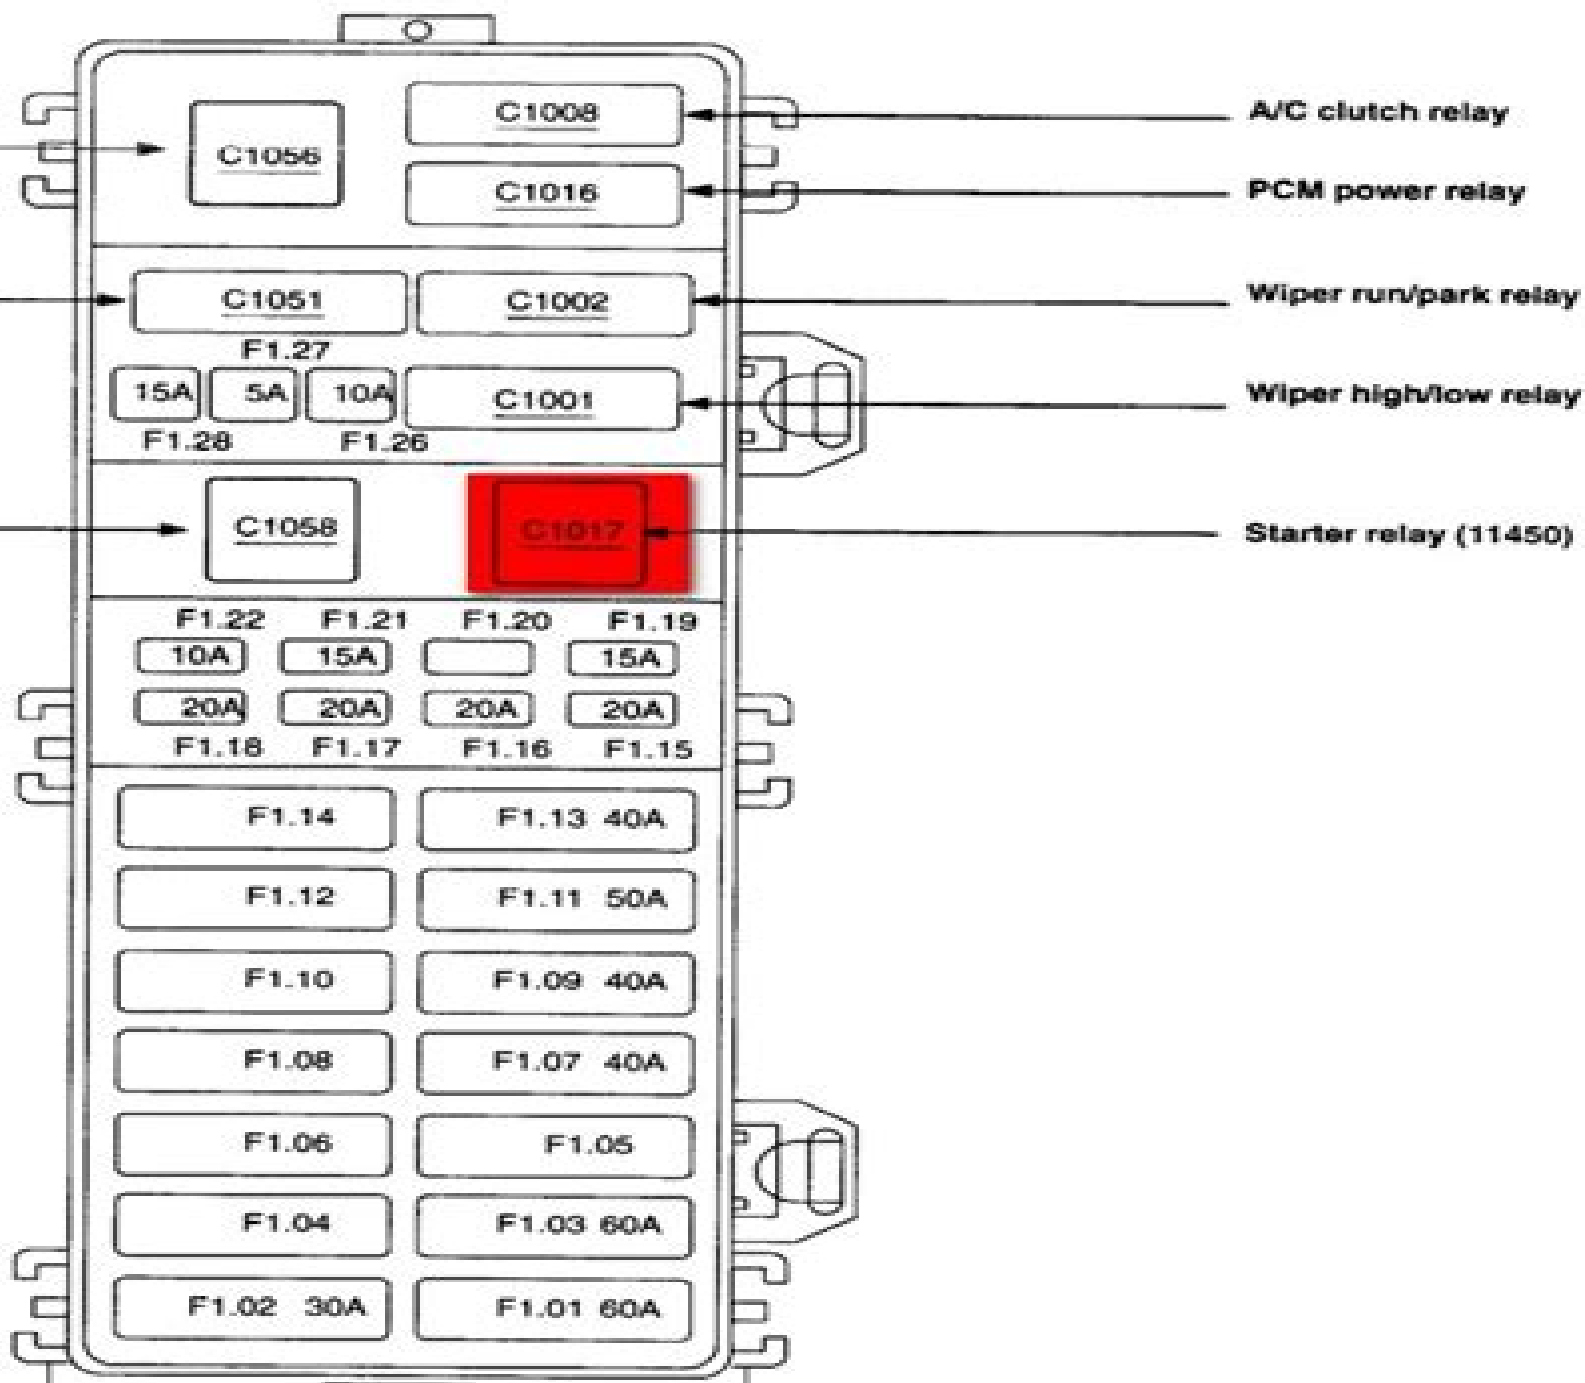 C1008 A/C clutch relay
C1056
C1016 PCM power relay
C1051 C1002 Wiper run/park relay
F1.27
15A 5A 10A C1001 Wiper high/low relay
F1.28 F1.26
C1058 C1017 Starter relay (11450)
F1.22 F1.21 F1.20 F1.19
10A 15A 15A
20A 20A 20A 20A
F1.18 F1.17 F1.16 F1.15
F1.14 F1.13 40A
F1.12 F1.11 50A
F1.10 F1.09 40A
F1.08 F1.07 40A
F1.06 F1.05
F1.04 F1.03 60A
F1.02 30A F1.01 60A